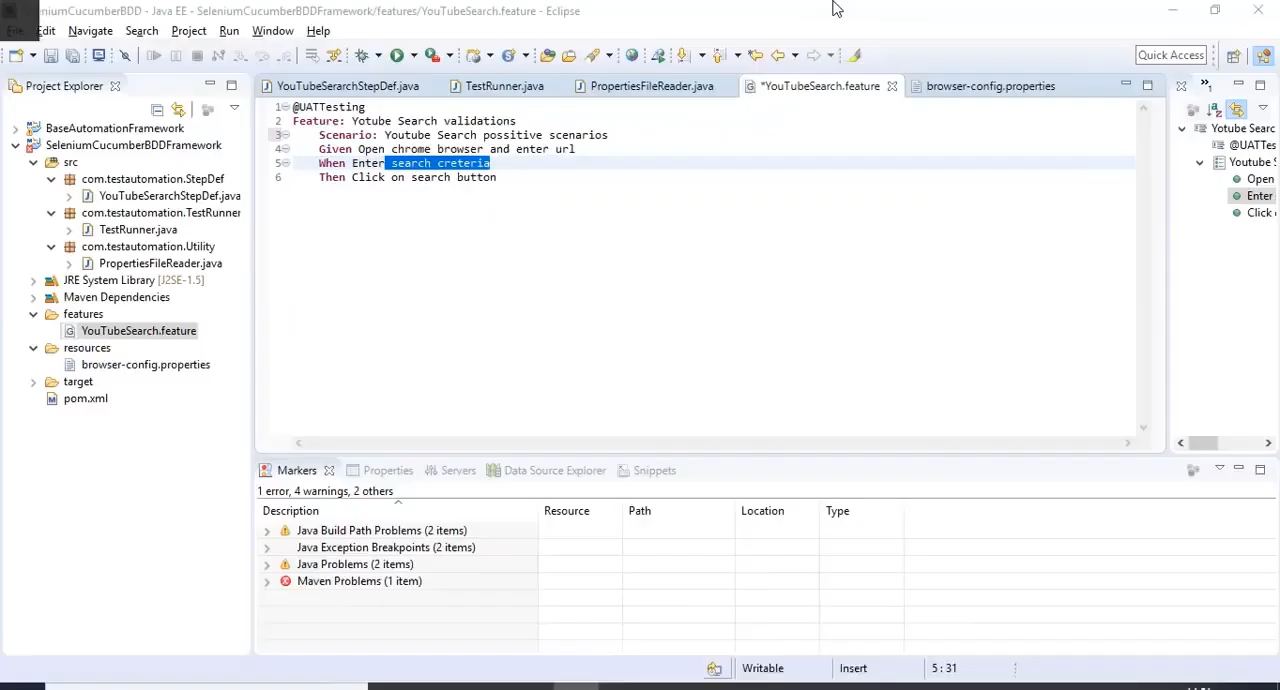 SeleniumCucumberBDD - Java EE - SeleniumCucumberBDDFramework/features/YouTubeSearch.feature - Eclipse
File Edit Navigate Search Project Run Window Help
Quick Access
Project Explorer
BaseAutomationFramework
SeleniumCucumberBDDFramework
src
com.testautomation.StepDef
YouTubeSerarchStepDef.java
com.testautomation.TestRunner
TestRunner.java
com.testautomation.Utility
PropertiesFileReader.java
JRE System Library [J2SE-1.5]
Maven Dependencies
features
YouTubeSearch.feature
resources
browser-config.properties
target
pom.xml
YouTubeSerarchStepDef.java TestRunner.java PropertiesFileReader.java *YouTubeSearch.feature browser-config.properties
1 @UATTesting
2 Feature: Yotube Search validations
3 Scenario: Youtube Search possitive scenarios
4 Given Open chrome browser and enter url
5 When Enter search creteria
6 Then Click on search button
Yotube Searc
@UATTes
Youtube S
Open
Enter
Click
Markers Properties Servers Data Source Explorer Snippets
1 error, 4 warnings, 2 others
Description Resource Path Location Type
Java Build Path Problems (2 items)
Java Exception Breakpoints (2 items)
Java Problems (2 items)
Maven Problems (1 item)
Writable Insert 5 : 31